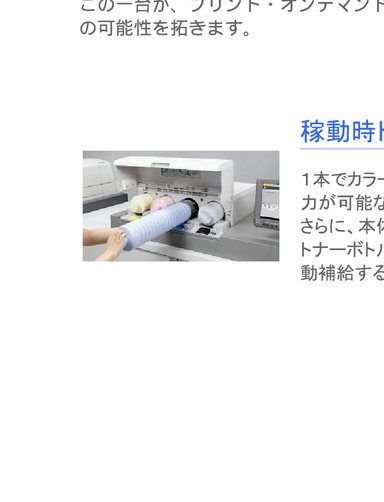 この一台が、プリント・オンデマンド
の可能性を拓きます。
稼動時ト
1本でカラー
力が可能な
さらに、本体
トナーボトル
動補給する